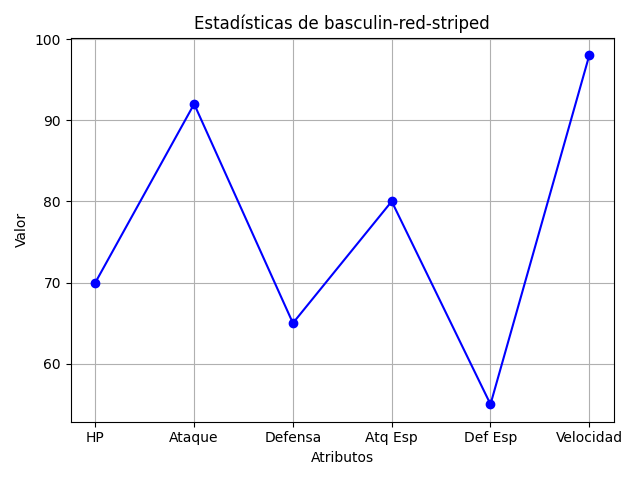 Estadísticas de basculin-red-striped
100
90
80
70
60
Valor
HP Ataque Defensa Atq Esp Def Esp Velocidad
Atributos